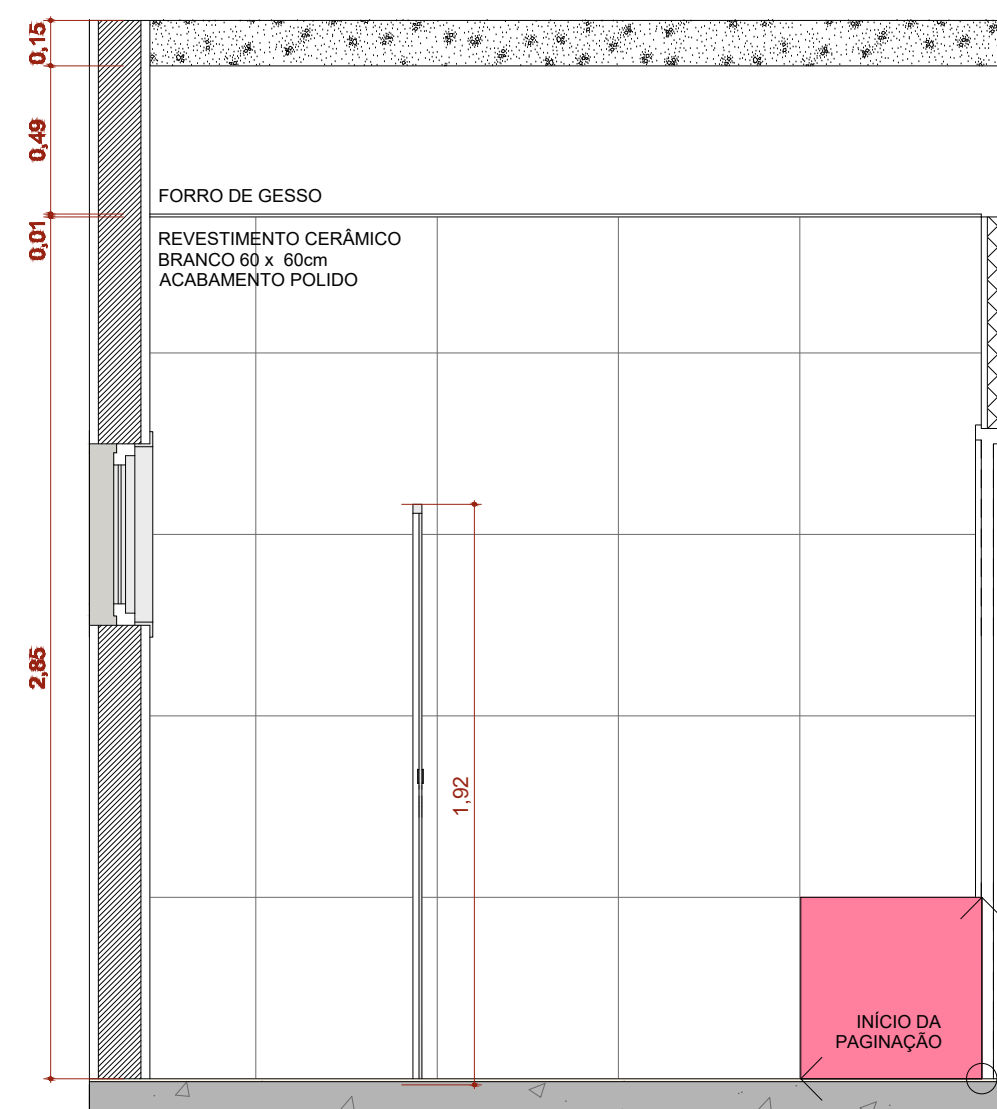 0,15
0,49
FORRO DE GESSO
0,01
REVESTIMENTO CERÂMICO
BRANCO 60 x 60cm
ACABAMENTO POLIDO
2,85
1,92
INÍCIO DA
PAGINAÇÃO